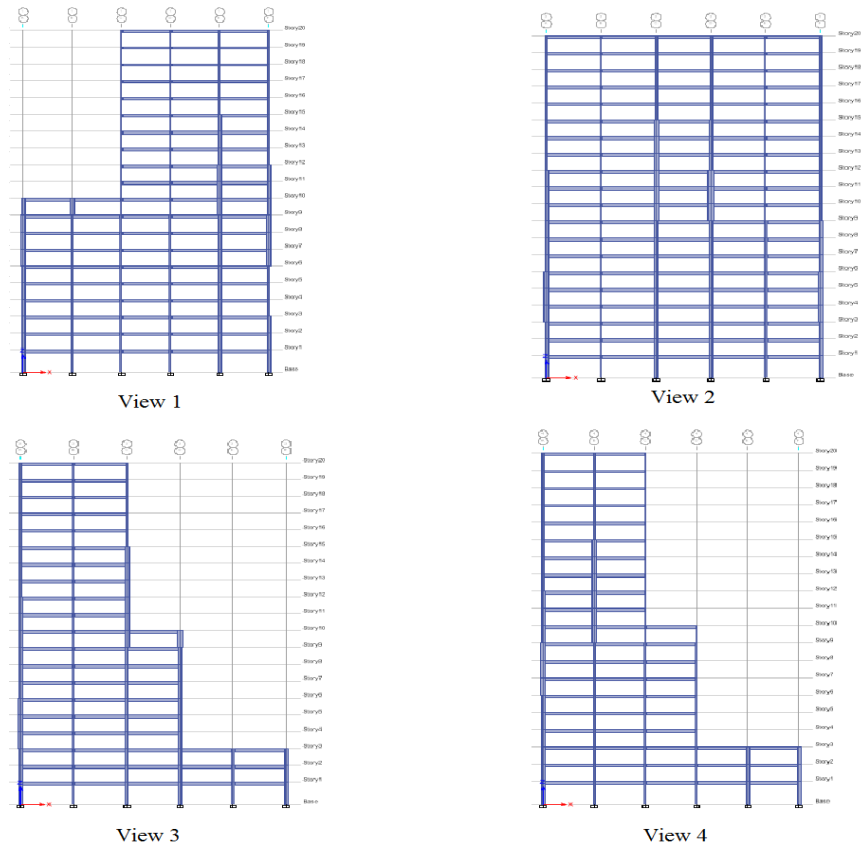 Story20
Story19
Story18
Story17
Story16
Story15
Story14
Story13
Story12
Story11
Story10
Story9
Story8
Story7
Story6
Story5
Story4
Story3
Story2
Story1
Base
X
View 1
Story20
Story19
Story18
Story17
Story16
Story15
Story14
Story13
Story12
Story11
Story10
Story9
Story8
Story7
Story6
Story5
Story4
Story3
Story2
Story1
Base
X
View 2
Story20
Story19
Story18
Story17
Story16
Story15
Story14
Story13
Story12
Story11
Story10
Story9
Story8
Story7
Story6
Story5
Story4
Story3
Story2
Story1
Base
X
View 3
Story20
Story19
Story18
Story17
Story16
Story15
Story14
Story13
Story12
Story11
Story10
Story9
Story8
Story7
Story6
Story5
Story4
Story3
Story2
Story1
Base
X
View 4